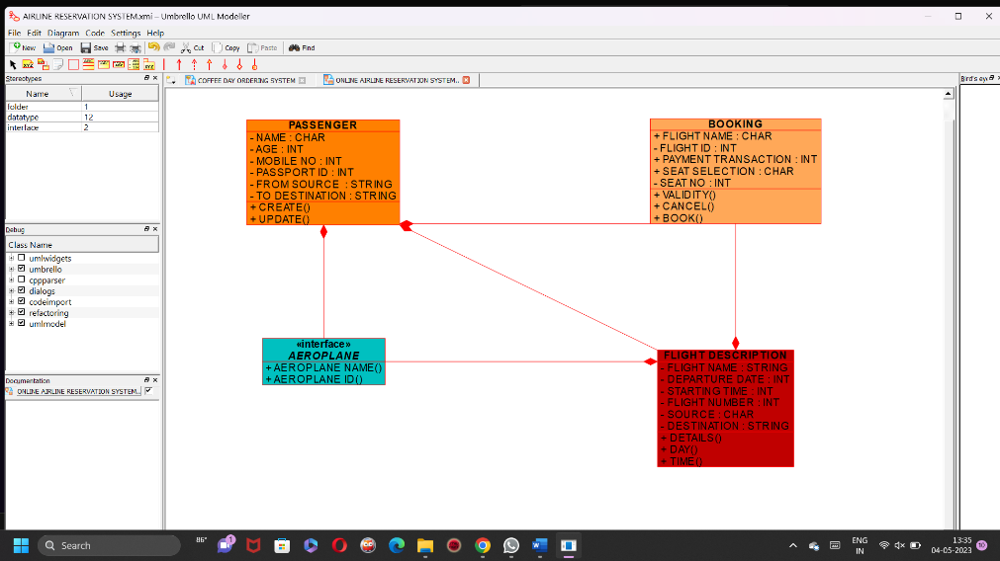 AIRLINE RESERVATION SYSTEM.xmi – Umbrello UML Modeller
File Edit Diagram Code Settings Help
New Open Save Cut Copy Paste Find
Stereotypes
Name Usage
folder 1
datatype 12
interface 2
Debug
Class Name
umlwidgets
umbrello
cppparser
dialogs
codeimport
refactoring
umlmodel
Documentation
ONLINE AIRLINE RESERVATION SYSTEM..
COFFEE DAY ORDERING SYSTEM
ONLINE AIRLINE RESERVATION SYSTEM..
PASSENGER
- NAME : CHAR
- AGE : INT
- MOBILE NO : INT
- PASSPORT ID : INT
- FROM SOURCE : STRING
- TO DESTINATION : STRING
+ CREATE()
+ UPDATE()
BOOKING
+ FLIGHT NAME : CHAR
- FLIGHT ID : INT
+ PAYMENT TRANSACTION : INT
+ SEAT SELECTION : CHAR
- SEAT NO : INT
+ VALIDITY()
+ CANCEL()
+ BOOK()
«interface»
AEROPLANE
+ AEROPLANE NAME()
+ AEROPLANE ID()
FLIGHT DESCRIPTION
- FLIGHT NAME : STRING
- DEPARTURE DATE : INT
- STARTING TIME : INT
- FLIGHT NUMBER : INT
- SOURCE : CHAR
- DESTINATION : STRING
+ DETAILS()
+ DAY()
+ TIME()
Bird's ey
Search
86°
1
ENG
IN
13:35
04-05-2023
10